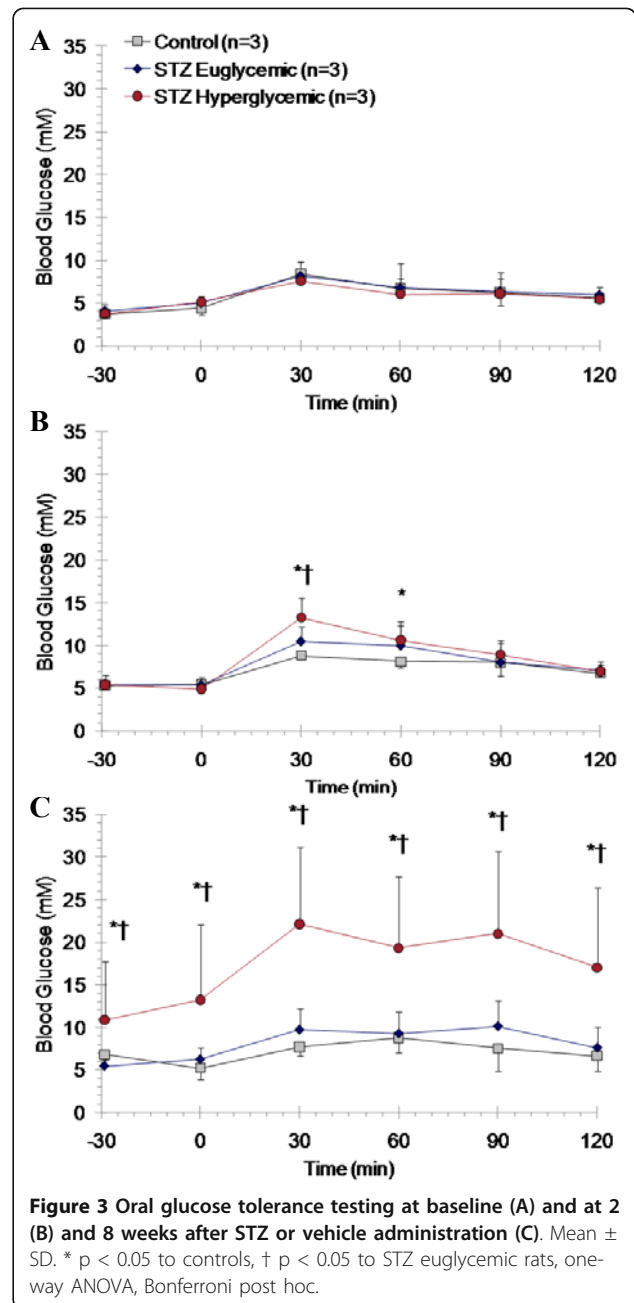 A
Control (n=3)
STZ Euglycemic (n=3)
STZ Hyperglycemic (n=3)
Blood Glucose (mM)
35
30
25
20
15
10
5
0
-30 0 30 60 90 120
Time (min)
B
Blood Glucose (mM)
35
30
25
20
15
10
5
0
*† *
-30 0 30 60 90 120
Time (min)
C
Blood Glucose (mM)
35
30
25
20
15
10
5
0
*† *† *† *† *† *†
-30 0 30 60 90 120
Time (min)
Figure 3 Oral glucose tolerance testing at baseline (A) and at 2
(B) and 8 weeks after STZ or vehicle administration (C). Mean ±
SD. * p < 0.05 to controls, † p < 0.05 to STZ euglycemic rats, one-
way ANOVA, Bonferroni post hoc.